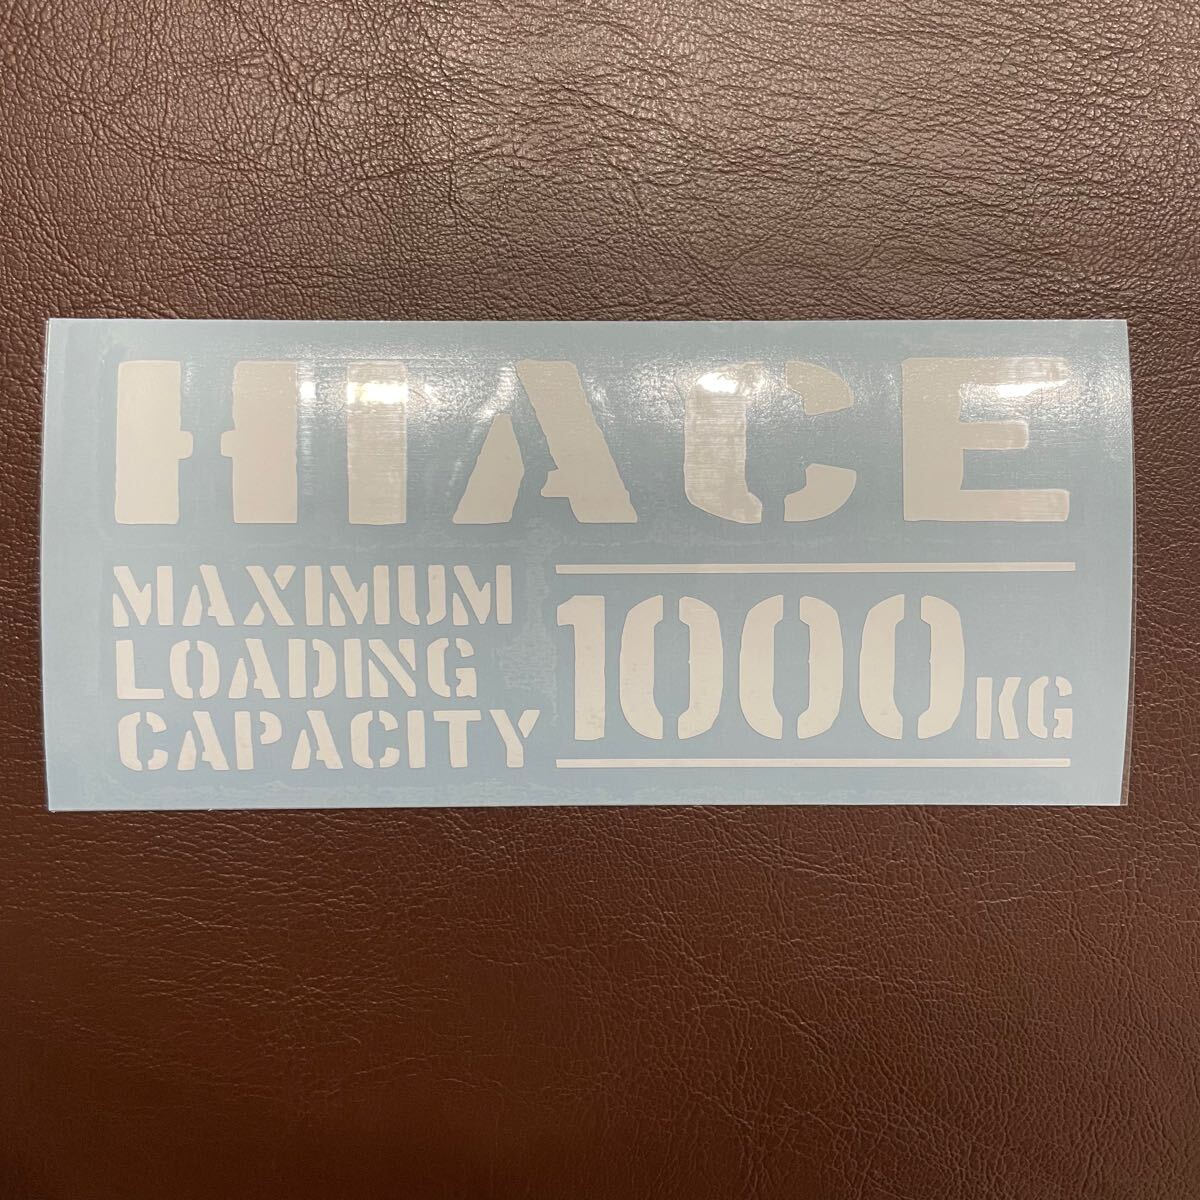 HIACE
MAXIMUM
LOADING
CAPACITY
1000KG